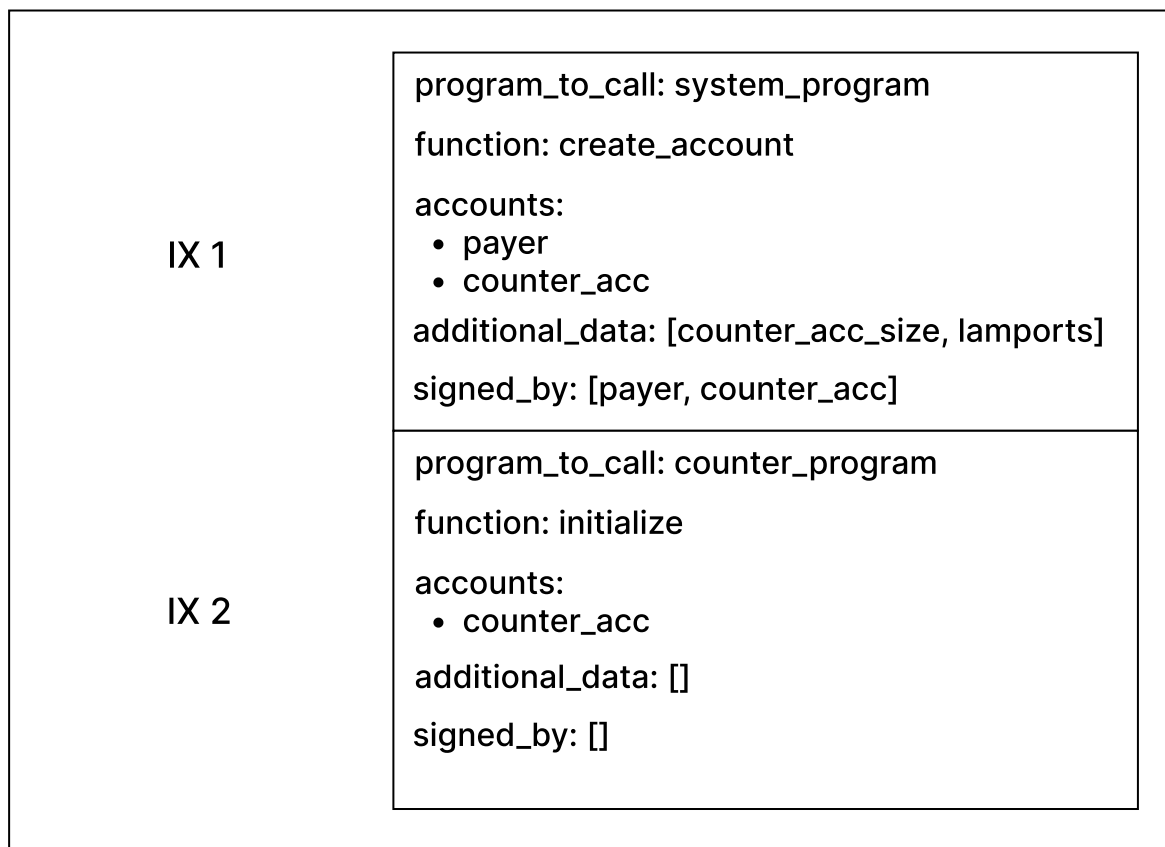 IX 1
program_to_call: system_program
function: create_account
accounts:
• payer
• counter_acc
additional_data: [counter_acc_size, lamports]
signed_by: [payer, counter_acc]
IX 2
program_to_call: counter_program
function: initialize
accounts:
• counter_acc
additional_data: []
signed_by: []